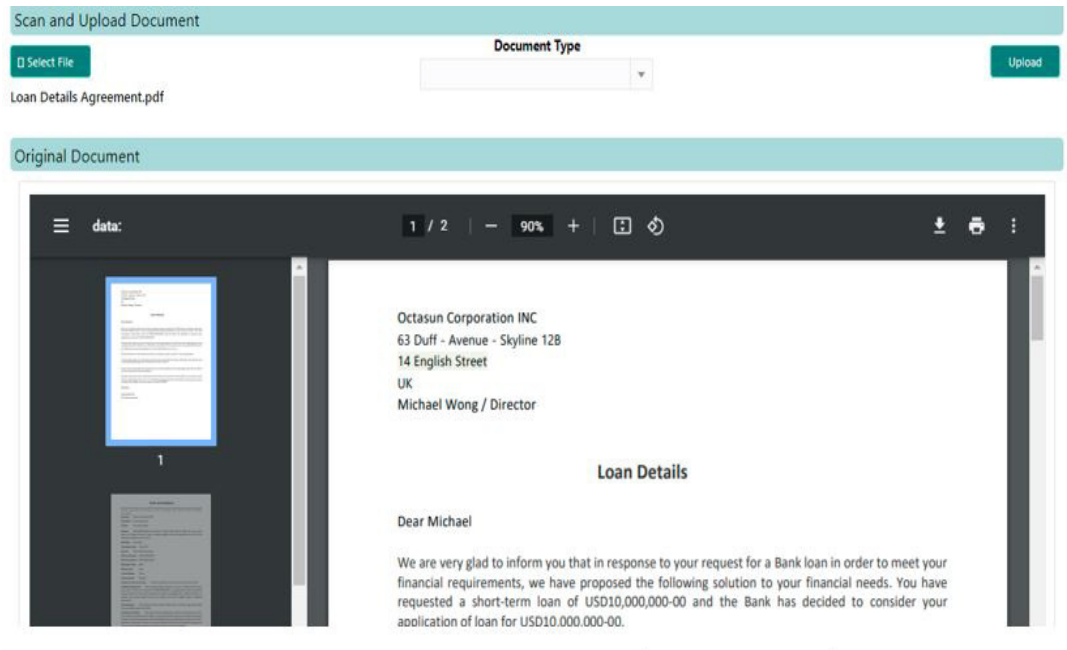 Scan and Upload Document
Document Type
Select File
Upload
Loan Details Agreement.pdf
Original Document
data:
1 / 2
90%
Octasun Corporation INC
63 Duff - Avenue - Skyline 12B
14 English Street
UK
Michael Wong / Director
Loan Details
Dear Michael
We are very glad to inform you that in response to your request for a Bank loan in order to meet your
financial requirements, we have proposed the following solution to your financial needs. You have
requested a short-term loan of USD10,000,000-00 and the Bank has decided to consider your
application of loan for USD10.000.000-00.
1